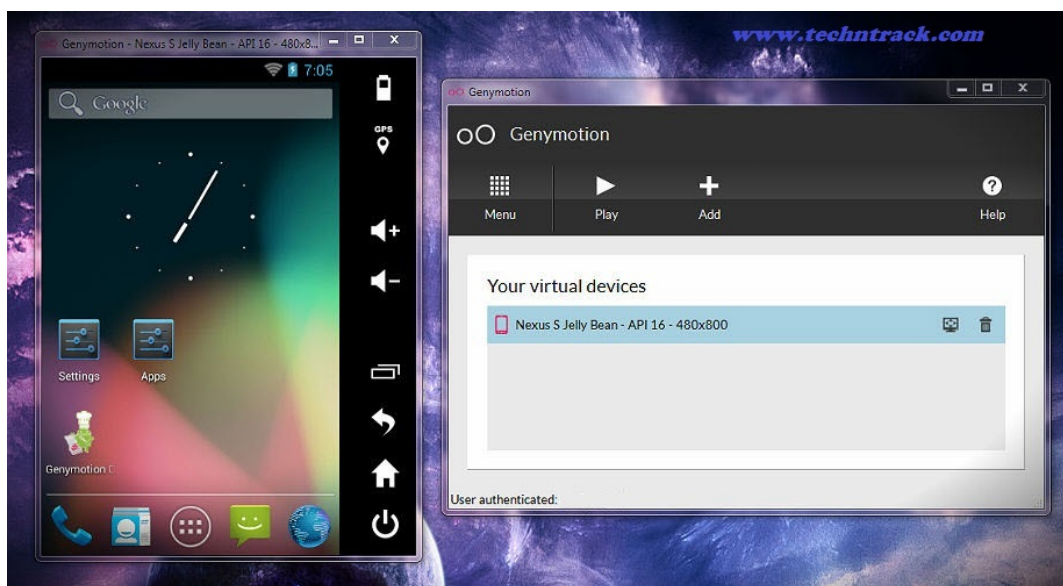 www.techntrack.com
Genymotion - Nexus S Jelly Bean - API 16 - 480x8...
7:05
Google
GPS
Settings
Apps
Genymotion C
Genymotion
Genymotion
Menu
Play
Add
Help
Your virtual devices
Nexus S Jelly Bean - API 16 - 480x800
User authenticated: